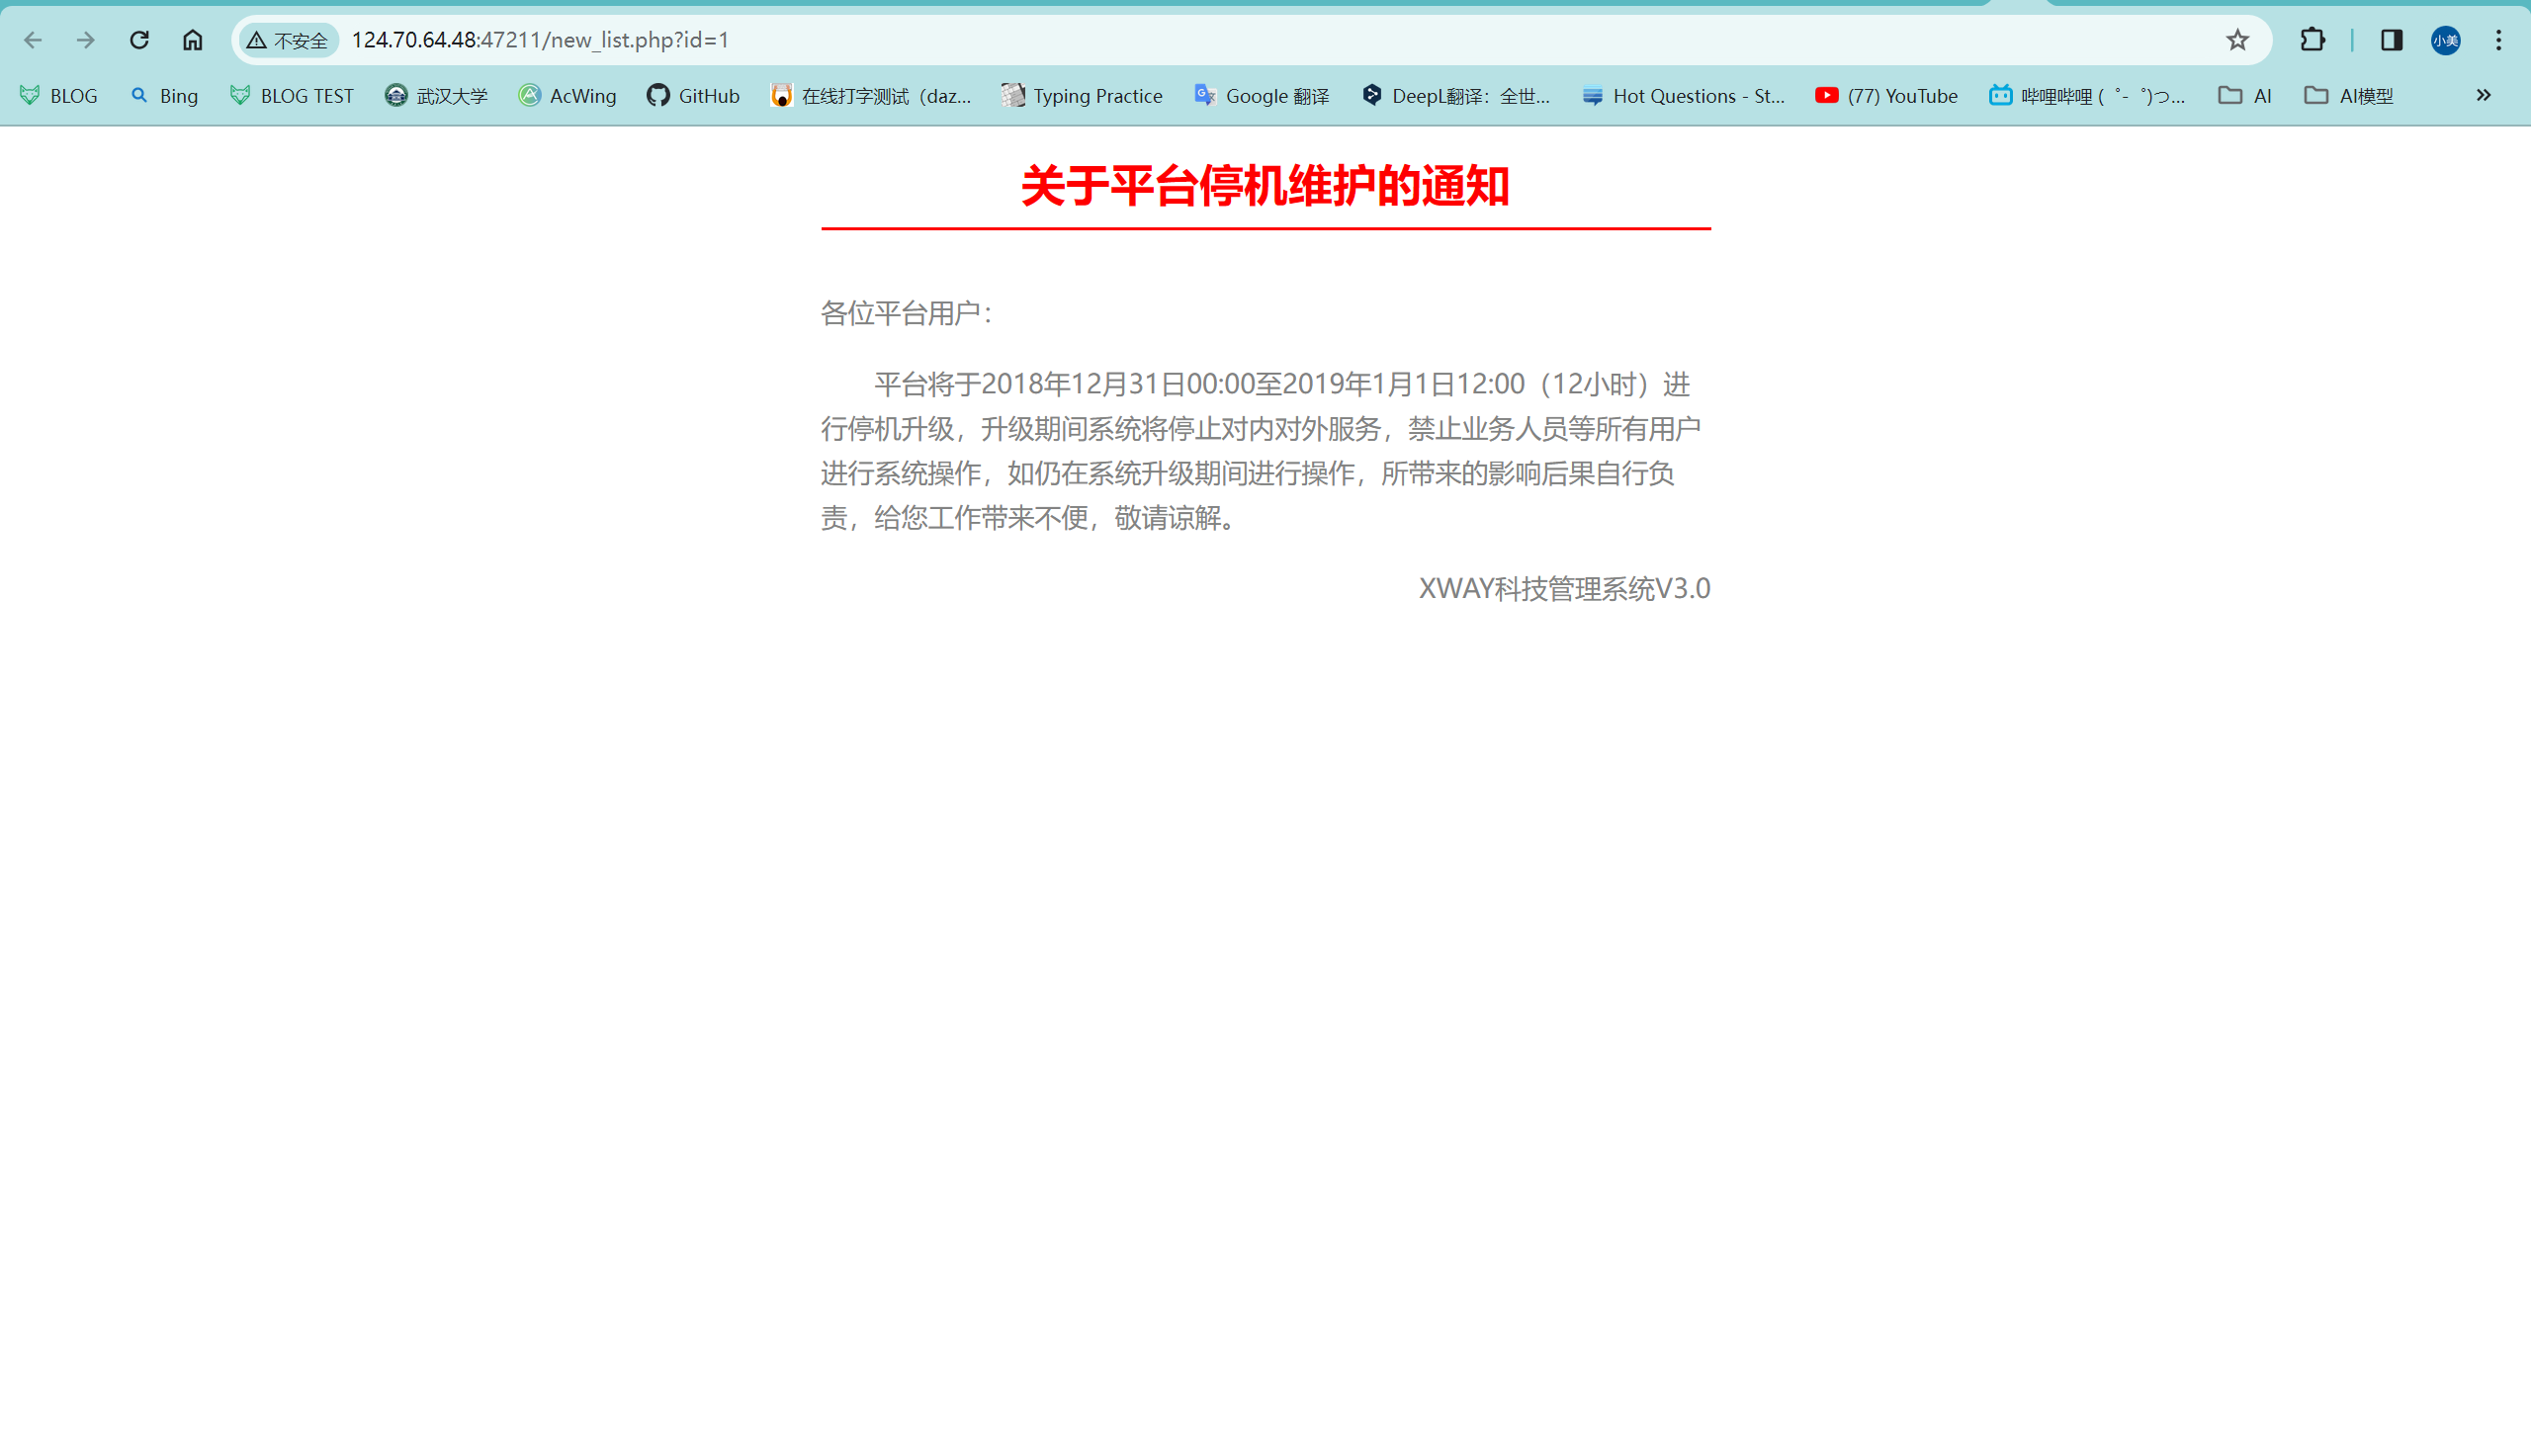 不安全 124.70.64.48:47211/new_list.php?id=1 小美
BLOG Bing BLOG TEST 武汉大学 AcWing GitHub 在线打字测试（daz... Typing Practice Google 翻译 DeepL翻译：全世... Hot Questions - St... (77) YouTube 哔哩哔哩 ( ゜- ゜)つ... AI AI模型
关于平台停机维护的通知
各位平台用户：
平台将于2018年12月31日00:00至2019年1月1日12:00（12小时）进
行停机升级，升级期间系统将停止对内对外服务，禁止业务人员等所有用户
进行系统操作，如仍在系统升级期间进行操作，所带来的影响后果自行负
责，给您工作带来不便，敬请谅解。
XWAY科技管理系统V3.0